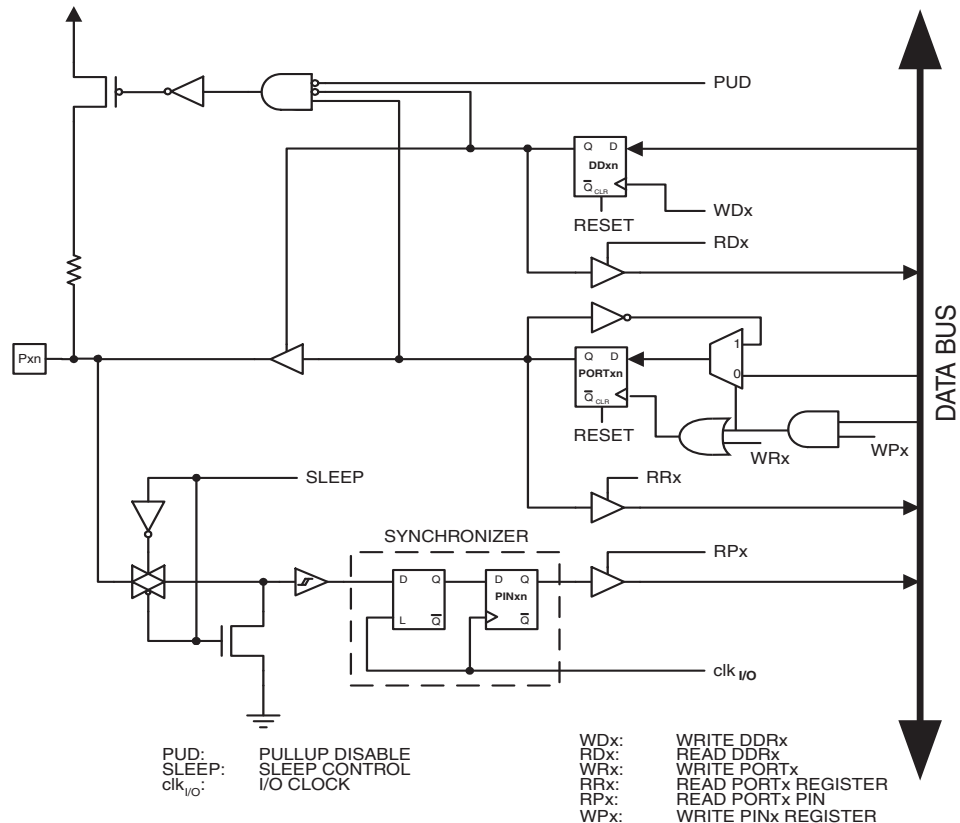 PUD
Q D
DDxn
Q CLR
WDx
RESET
RDx
1
Pxn
Q D
PORTxn
0
Q CLR
RESET
WRx
WPx
DATA BUS
SLEEP
RRx
SYNCHRONIZER
RPx
D Q
L Q
D Q
PINxn
Q
clk I/O
PUD: PULLUP DISABLE
SLEEP: SLEEP CONTROL
clkI/O: I/O CLOCK
WDx: WRITE DDRx
RDx: READ DDRx
WRx: WRITE PORTx
RRx: READ PORTx REGISTER
RPx: READ PORTx PIN
WPx: WRITE PINx REGISTER